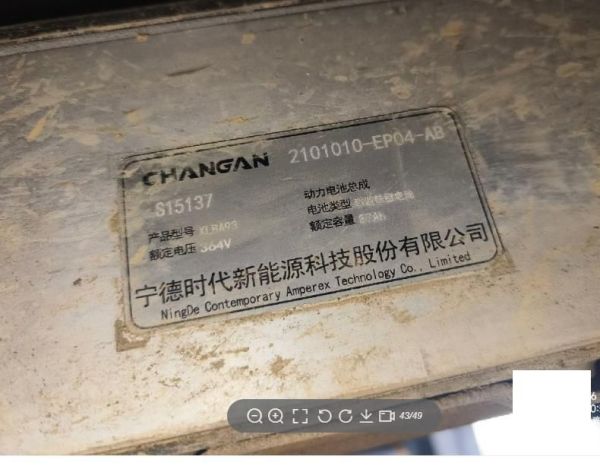 CHANGAN 2101010-EP04-AB
S15137 动力电池总成
产品型号 电池类型
额定电压 364V 额定容量
宁德时代新能源科技股份有限公司
NingDe Contemporary Amperex Technology Co., Limited
43/49